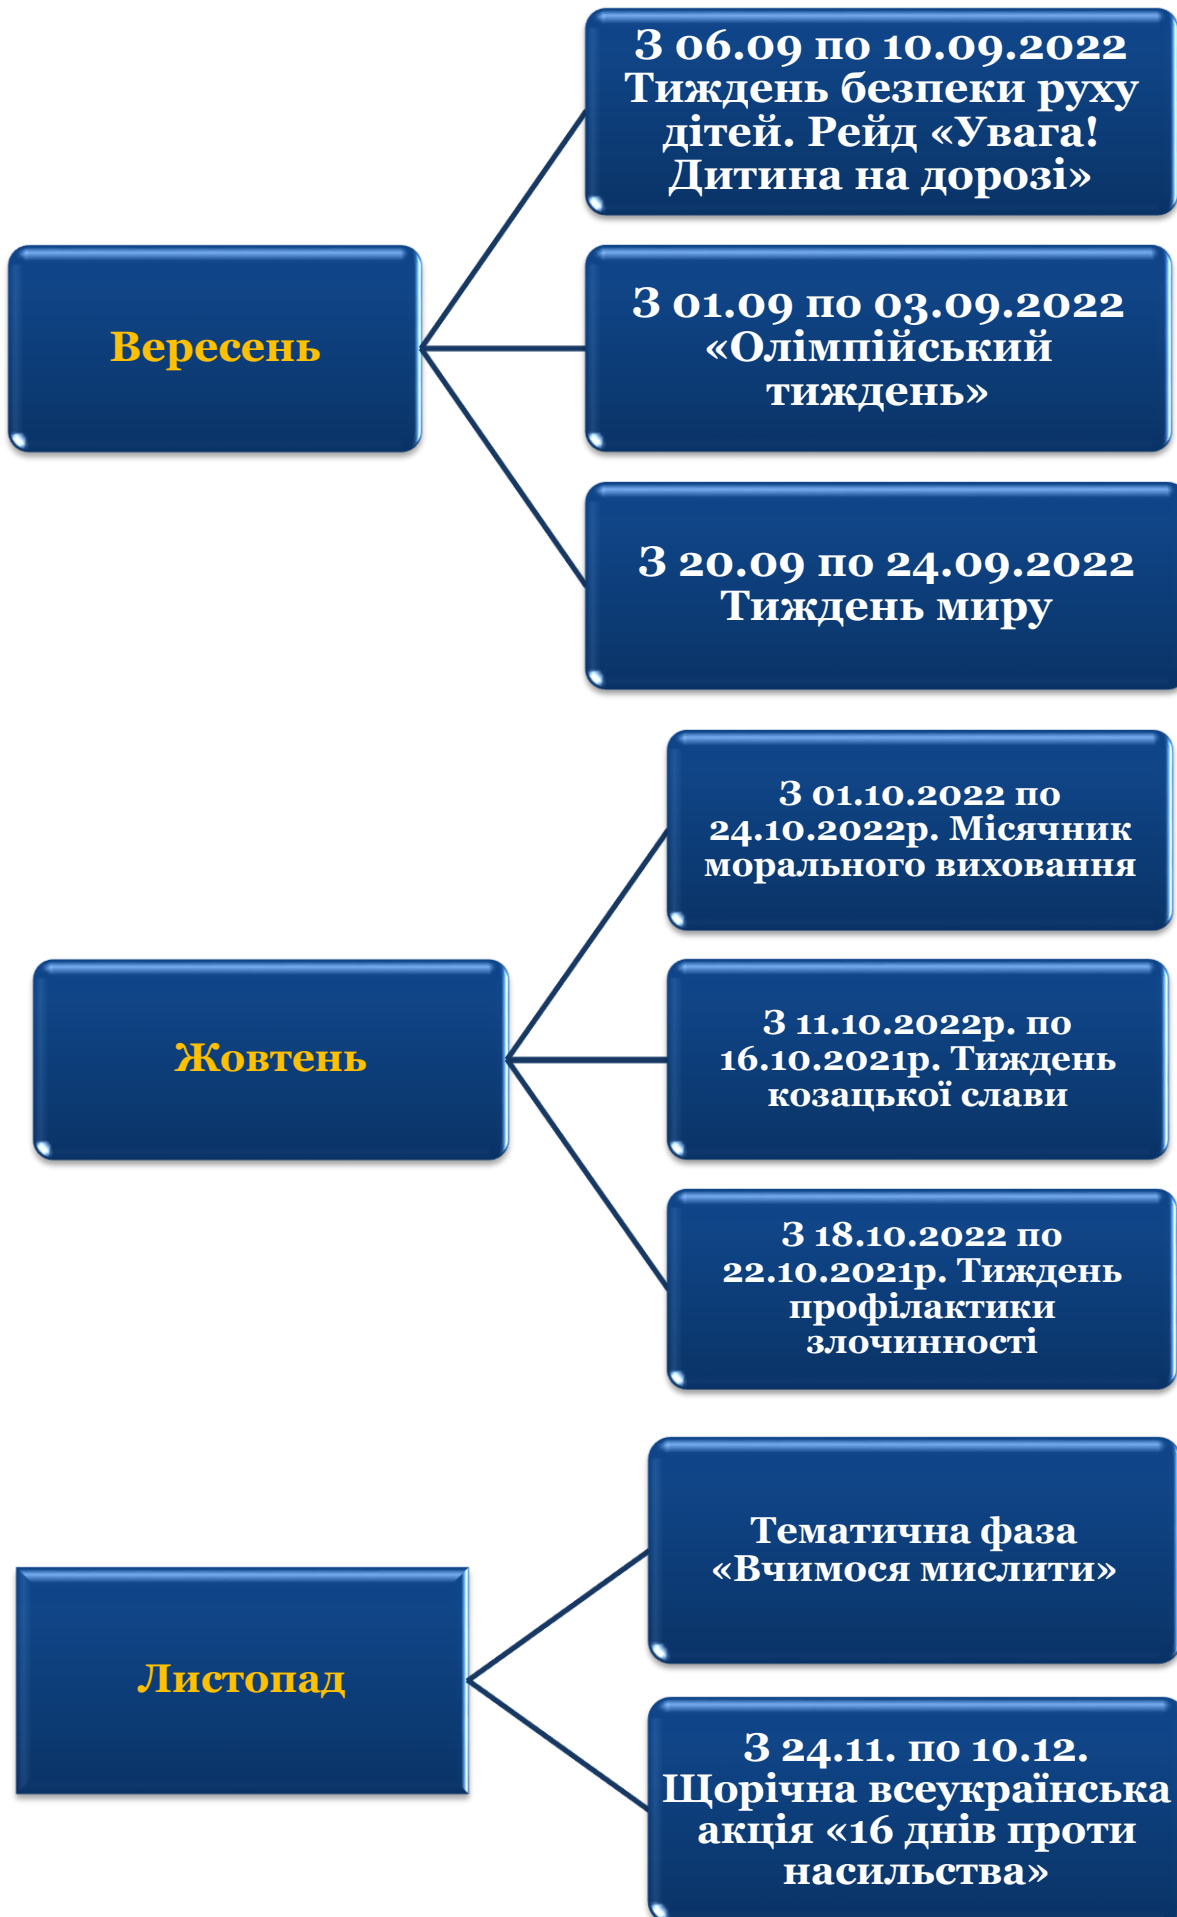 З 06.09 по 10.09.2022
Тиждень безпеки руху
дітей. Рейд «Увага!
Дитина на дорозі»
Вересень
З 01.09 по 03.09.2022
«Олімпійський
тиждень»
З 20.09 по 24.09.2022
Тиждень миру
З 01.10.2022 по
24.10.2022р. Місячник
морального виховання
Жовтень
З 11.10.2022р. по
16.10.2021р. Тиждень
козацької слави
З 18.10.2022 по
22.10.2021р. Тиждень
профілактики
злочинності
Тематична фаза
«Вчимося мислити»
Листопад
З 24.11. по 10.12.
Щорічна всеукраїнська
акція «16 днів проти
насильства»